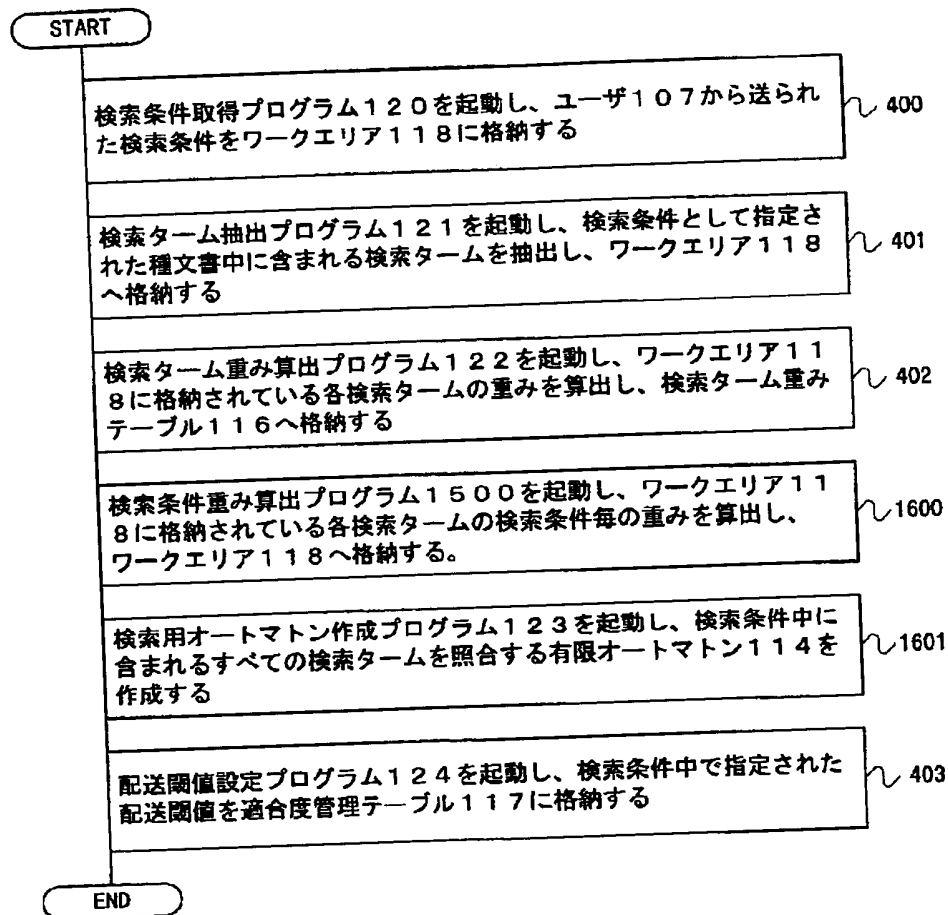 START
検索条件取得プログラム120を起動し、ユーザ107から送られ
た検索条件をワークエリア118に格納する
400
検索ターム抽出プログラム121を起動し、検索条件として指定さ
れた種文書中に含まれる検索タームを抽出し、ワークエリア118
へ格納する
401
検索ターム重み算出プログラム122を起動し、ワークエリア11
8に格納されている各検索タームの重みを算出し、検索ターム重み
テーブル116へ格納する
402
検索条件重み算出プログラム1500を起動し、ワークエリア11
8に格納されている各検索タームの検索条件毎の重みを算出し、
ワークエリア118へ格納する。
1600
検索用オートマトン作成プログラム123を起動し、検索条件中に
含まれるすべての検索タームを照合する有限オートマトン114を
作成する
1601
配送閾値設定プログラム124を起動し、検索条件中で指定された
配送閾値を適合度管理テーブル117に格納する
403
END